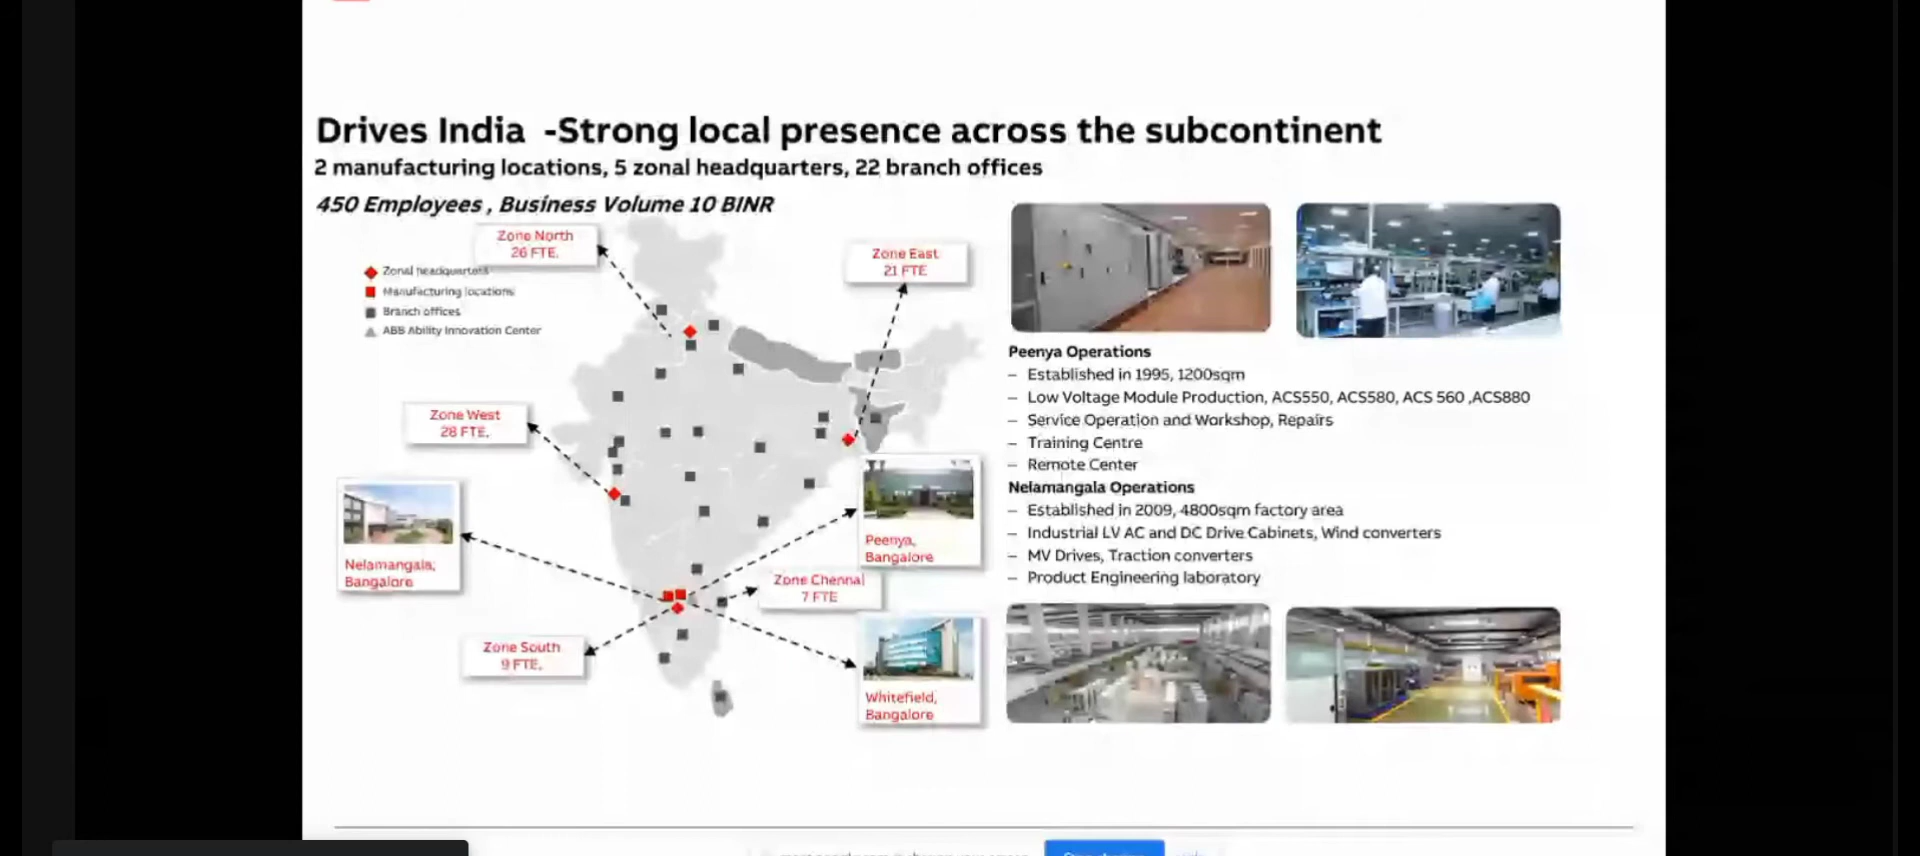 Drives India -Strong local presence across the subcontinent
2 manufacturing locations, 5 zonal headquarters, 22 branch offices
450 Employees , Business Volume 10 BINR
Zone North
26 FTE.
Zonal headquarters
Manufacturing locations
Branch offices
ABB Ability Innovation Center
Zone East
21 FTE
Zone West
28 FTE.
Nelamangala,
Bangalore
Peenya,
Bangalore
Zone Chennai
7 FTE
Zone South
9 FTE.
Whitefield,
Bangalore
Peenya Operations
– Established in 1995, 1200sqm
– Low Voltage Module Production, ACS550, ACS580, ACS 560 ,ACS880
– Service Operation and Workshop, Repairs
– Training Centre
– Remote Center
Nelamangala Operations
– Established in 2009, 4800sqm factory area
– Industrial LV AC and DC Drive Cabinets, Wind converters
– MV Drives, Traction converters
– Product Engineering laboratory